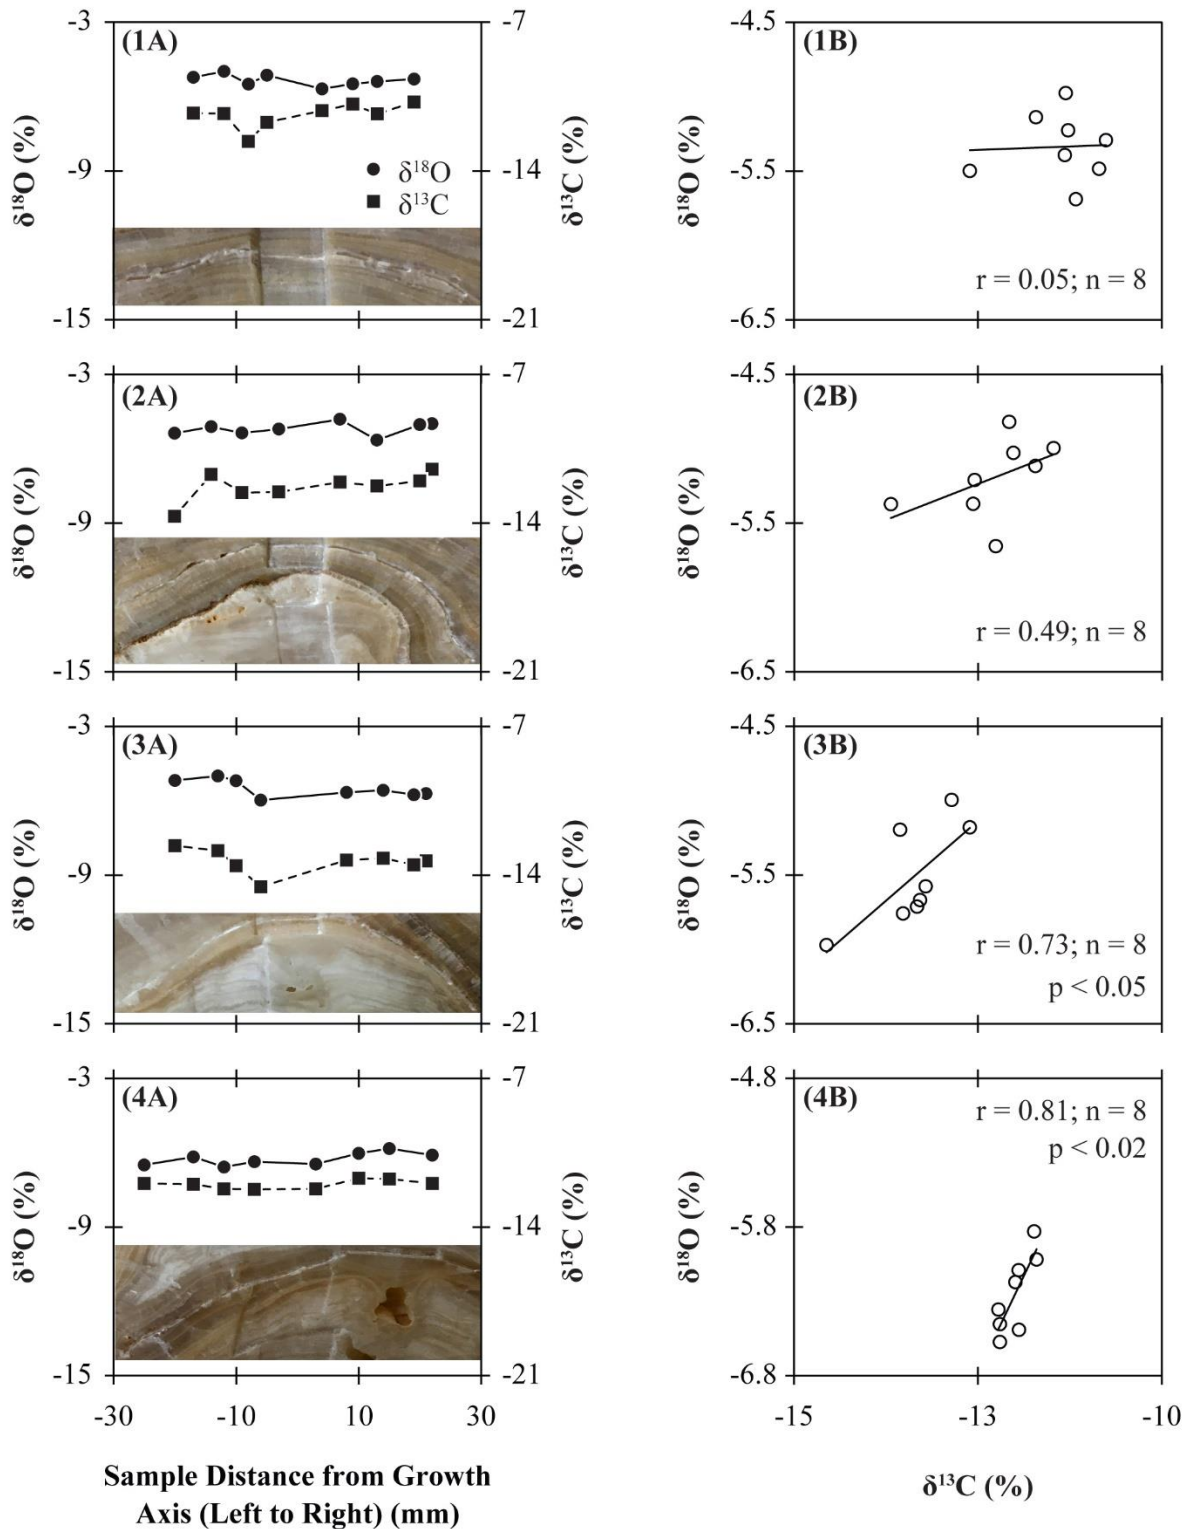 -3
-7
-4.5
(1A)
(1B)
δ¹⁸O (%)
-9
-14
δ¹³C (%)
δ¹⁸O (%)
-5.5
δ¹⁸O
δ¹³C
r = 0.05; n = 8
-15
-21
-6.5
-3
-7
-4.5
(2A)
(2B)
δ¹⁸O (%)
-9
-14
δ¹³C (%)
δ¹⁸O (%)
-5.5
r = 0.49; n = 8
-15
-21
-6.5
-3
-7
-4.5
(3A)
(3B)
δ¹⁸O (%)
-9
-14
δ¹³C (%)
δ¹⁸O (%)
-5.5
r = 0.73; n = 8
p < 0.05
-15
-21
-6.5
-3
-7
-4.8
(4A)
(4B)
r = 0.81; n = 8
p < 0.02
δ¹⁸O (%)
-9
-14
δ¹³C (%)
δ¹⁸O (%)
-5.8
-15
-21
-6.8
-30 -10 10 30
-15 -13 -10
Sample Distance from Growth
Axis (Left to Right) (mm)
δ¹³C (%)